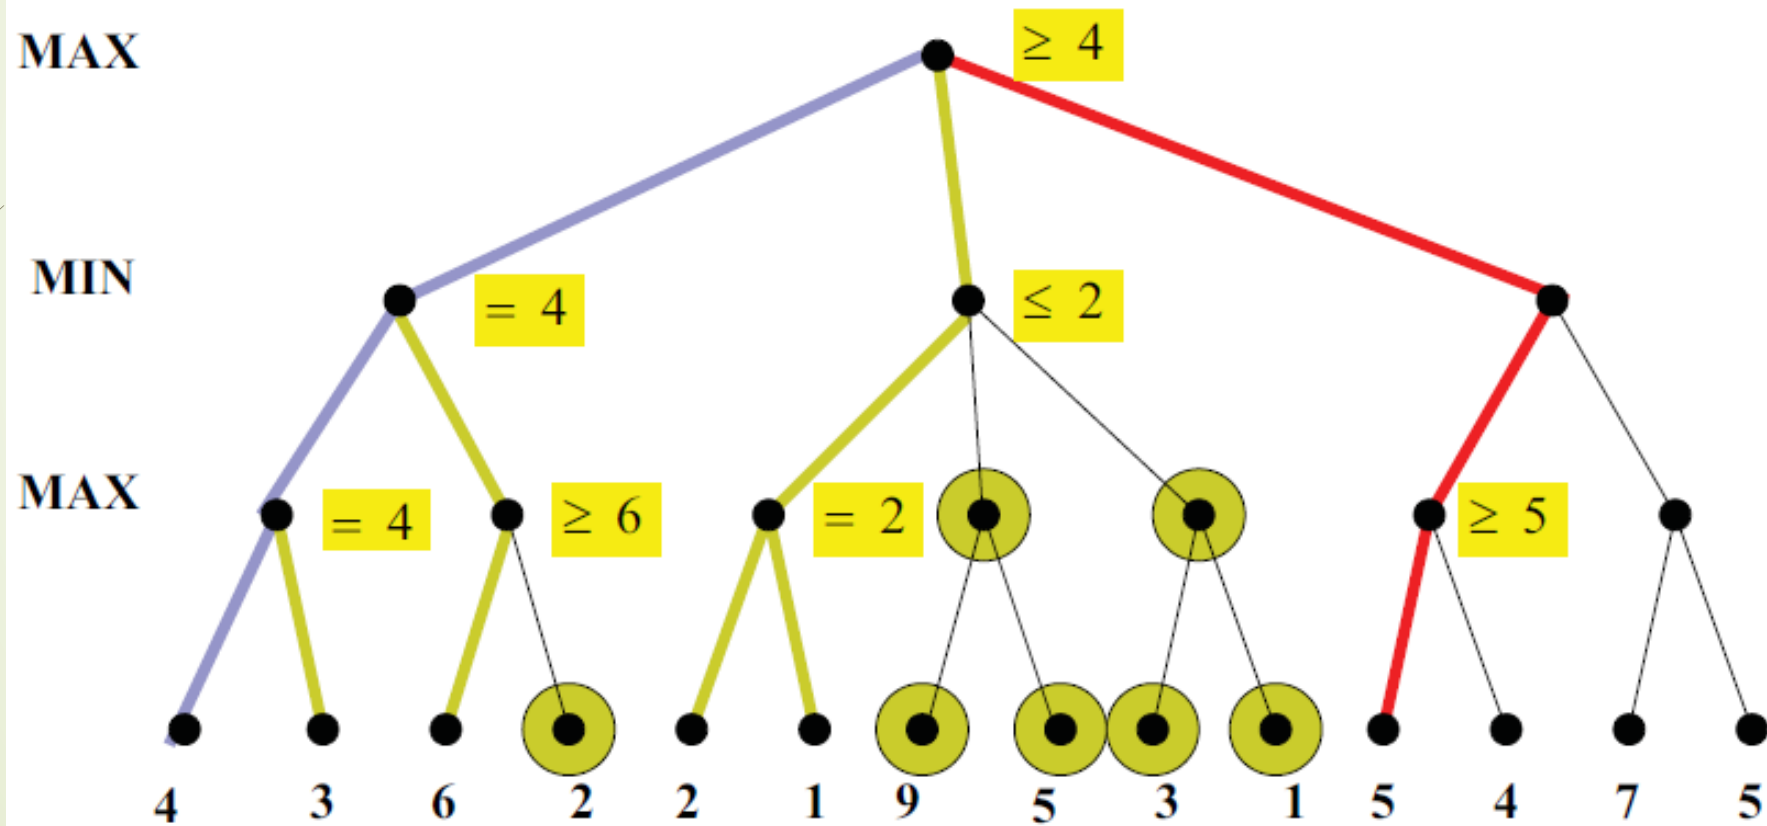 MAX
≥ 4
MIN
= 4
≤ 2
MAX
= 4
≥ 6
= 2
≥ 5
4 3 6 2 2 1 9 5 3 1 5 4 7 5